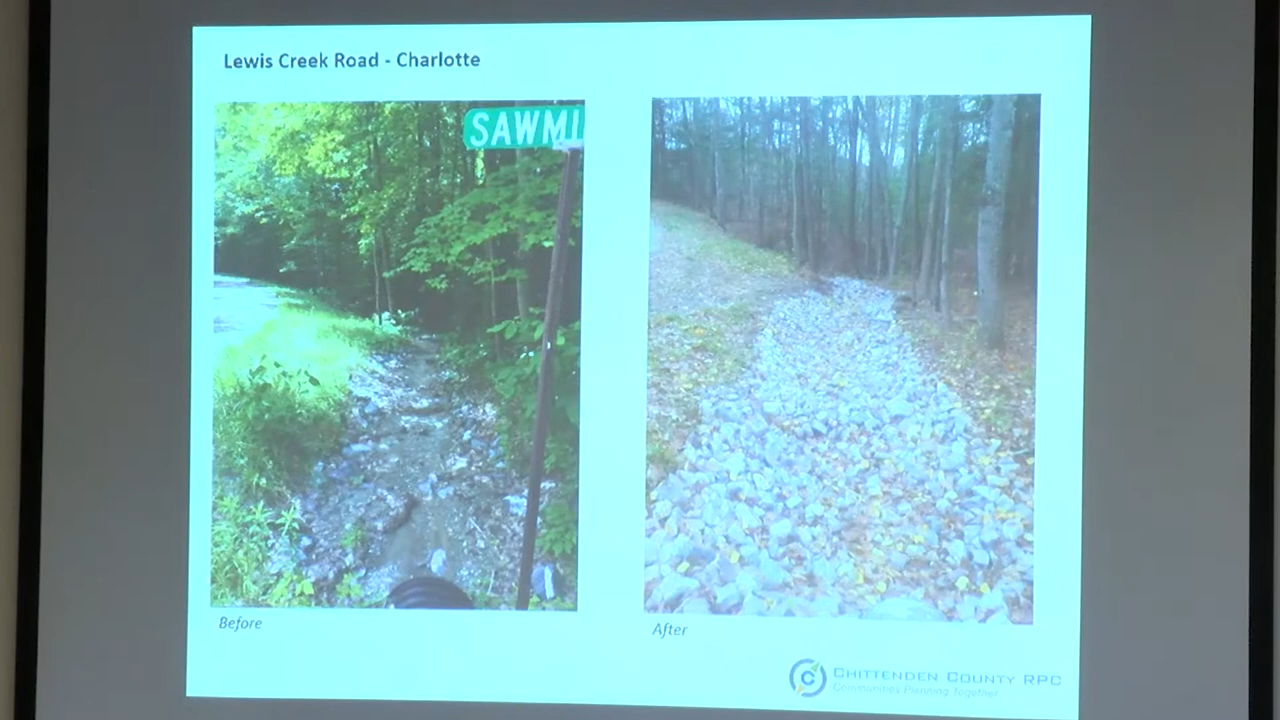 Lewis Creek Road - Charlotte
SAWMI
Before
After
CHITTENDEN COUNTY RPC
Communities Planning Together